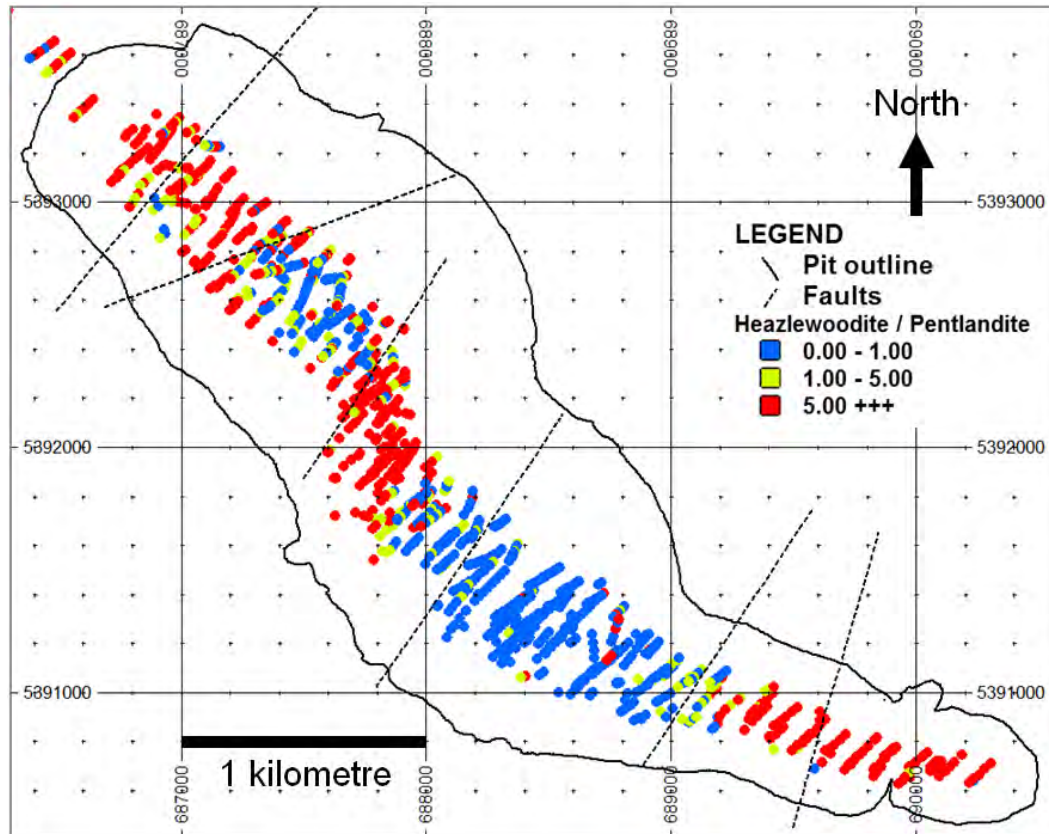 687000
688000
689000
690000
North
5393000
5393000
LEGEND
Pit outline
Faults
Heazlewoodite / Pentlandite
0.00 - 1.00
1.00 - 5.00
5.00 +++
5392000
5392000
5391000
5391000
1 kilometre
687000
688000
689000
690000